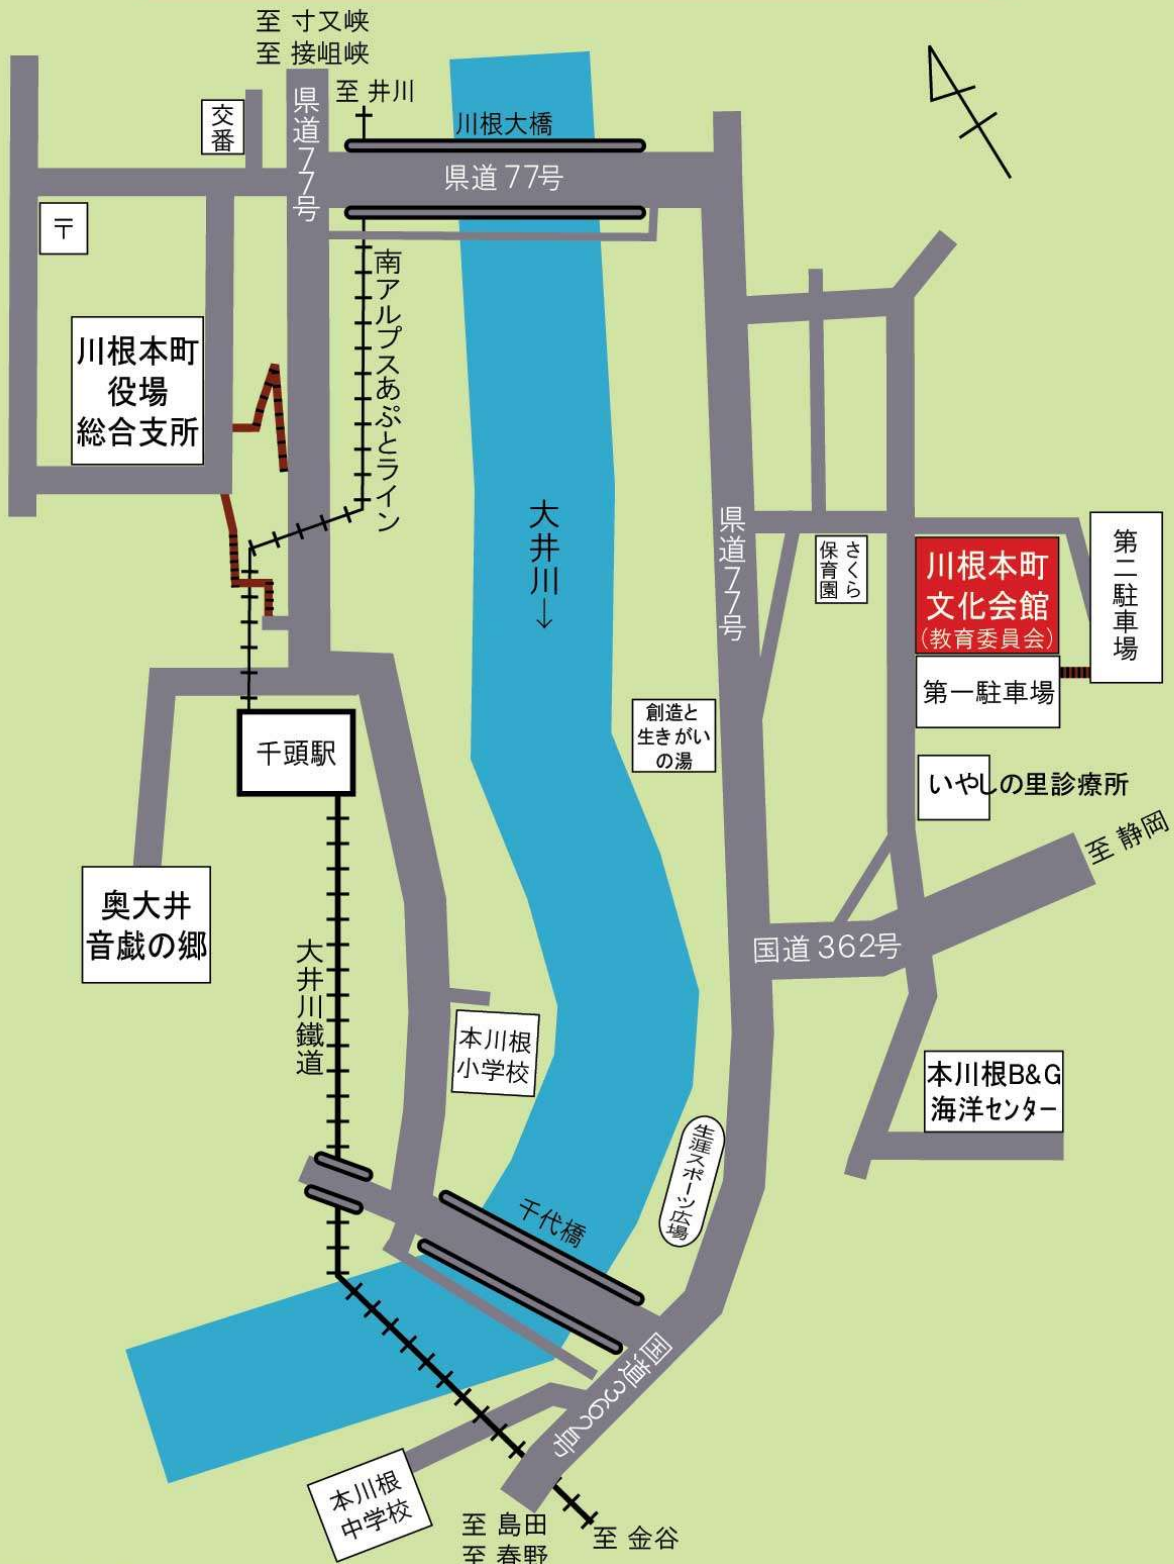 至 寸又峡
至 接岨峡
至 井川
交番
県道77号
川根大橋
県道77号
〒
南アルプスあぷとライン
川根本町
役場
総合支所
大井川→
県道77号
さくら
保育園
川根本町
文化会館
(教育委員会)
第二駐車場
第一駐車場
創造と
生きがい
の湯
千頭駅
いやしの里診療所
至 静岡
奥大井
音戯の郷
国道362号
大井川鐵道
本川根
小学校
本川根B&G
海洋センター
生涯スポーツ広場
千代橋
国道362号
本川根
中学校
至 島田
至 春野
至 金谷